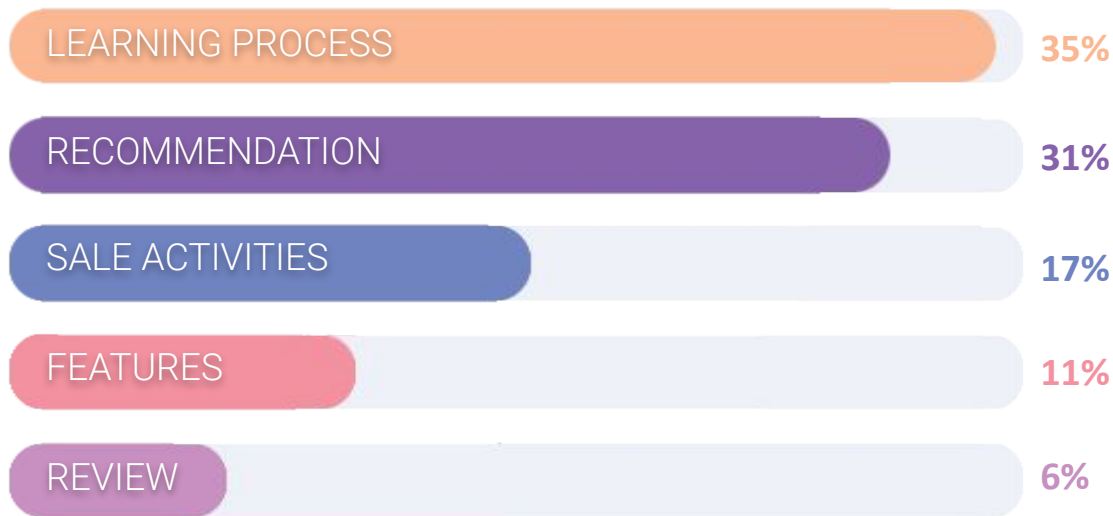 LEARNING PROCESS 35%
RECOMMENDATION 31%
SALE ACTIVITIES 17%
FEATURES 11%
REVIEW 6%